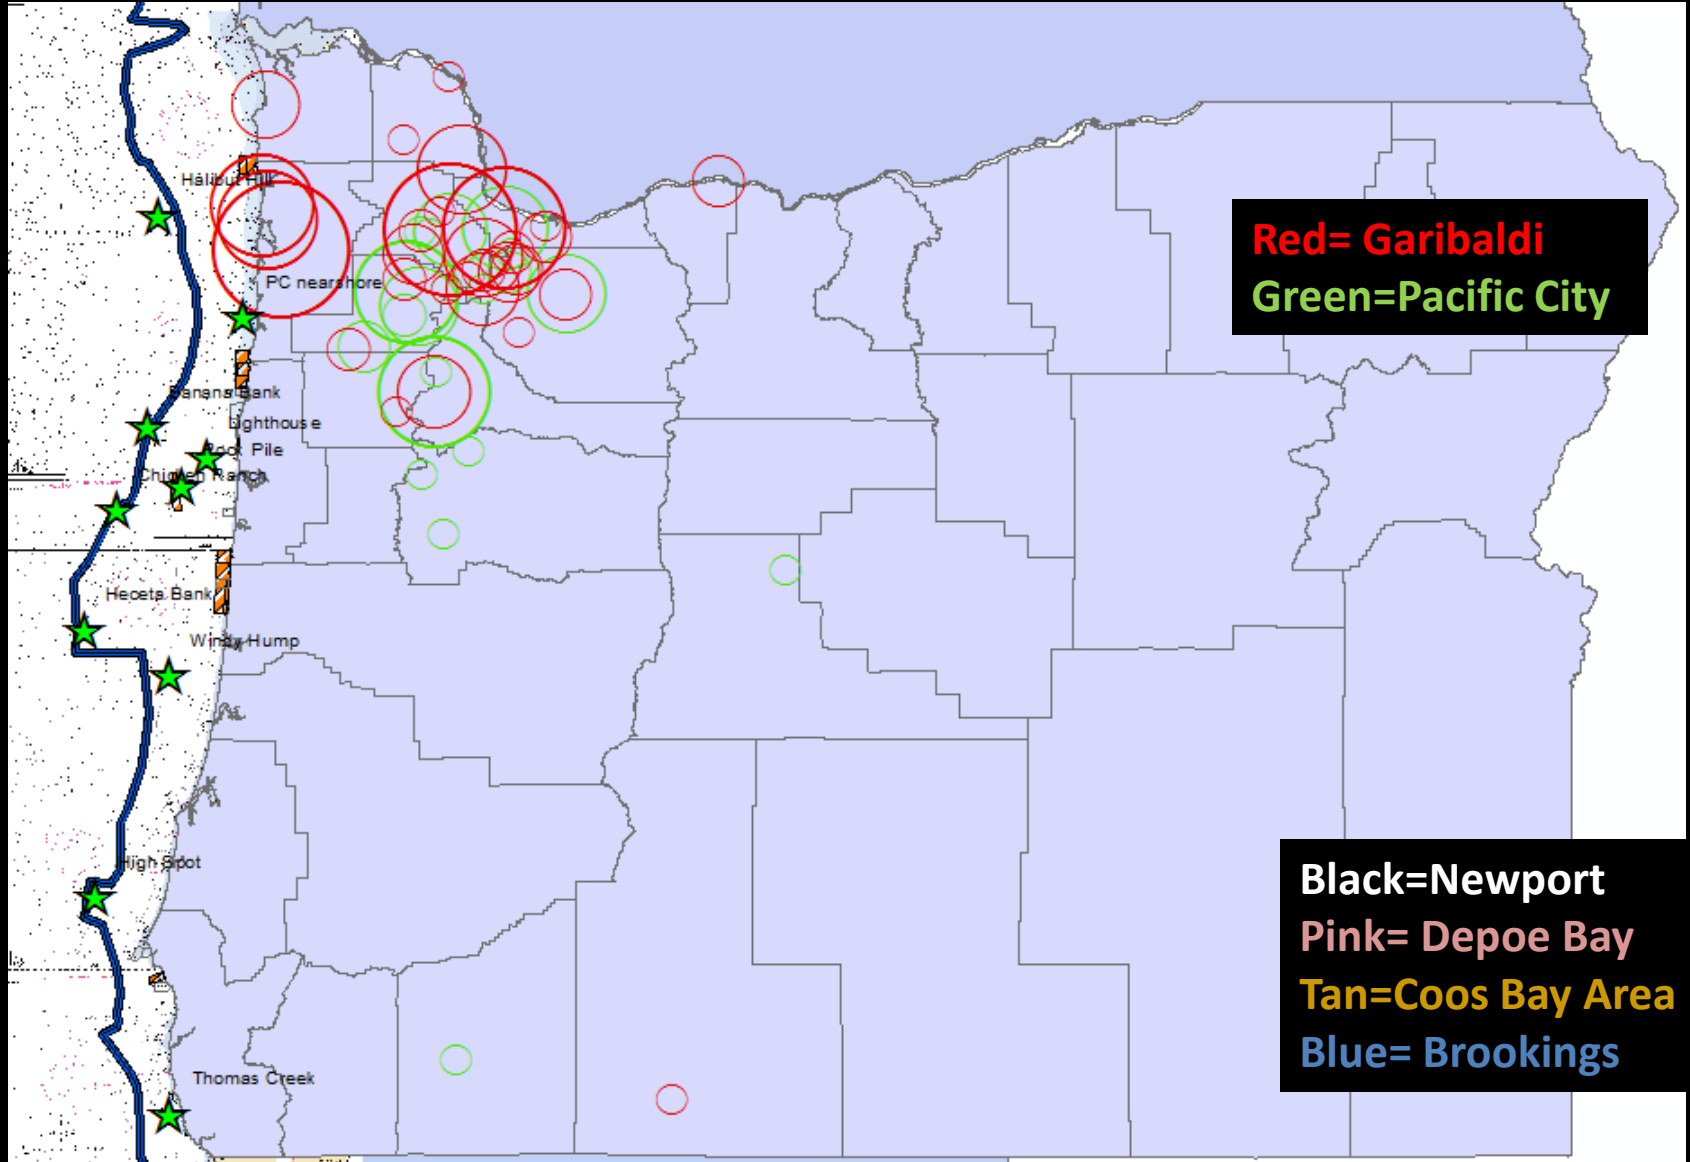 Halibut Hill
PC nearshore
Banana Bank
Lighthouse
Rock Pile
Chicken Ranch
Heceta Bank
Windy Hump
High Spot
Thomas Creek
Red= Garibaldi
Green=Pacific City
Black=Newport
Pink= Depoe Bay
Tan=Coos Bay Area
Blue= Brookings